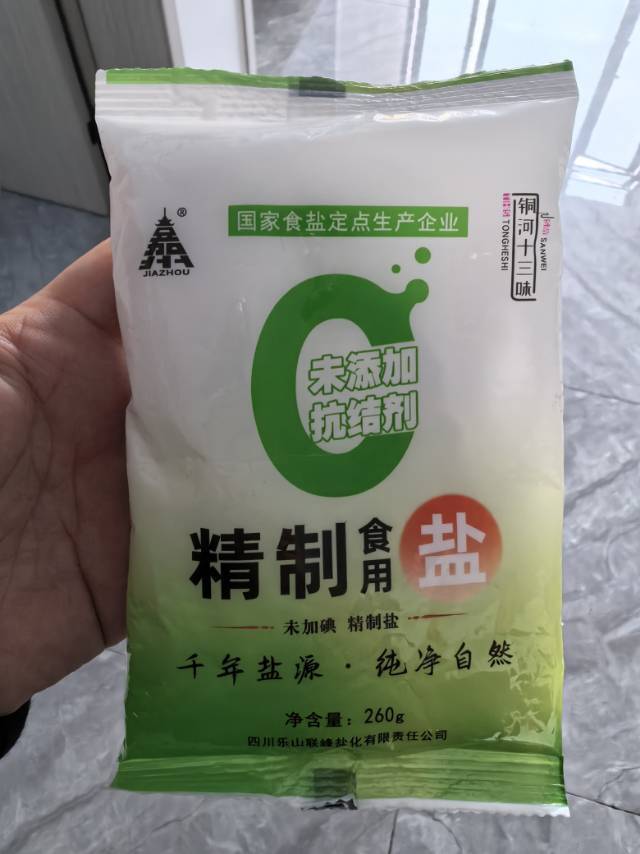 国家食盐定点生产企业
®
JIAZHOU
铜河十三味
TONGHESHI
SANWEI
未添加
抗结剂
精制食用盐
未加碘 精制盐
千年盐源·纯净自然
净含量：260g
四川乐山联峰盐化有限责任公司